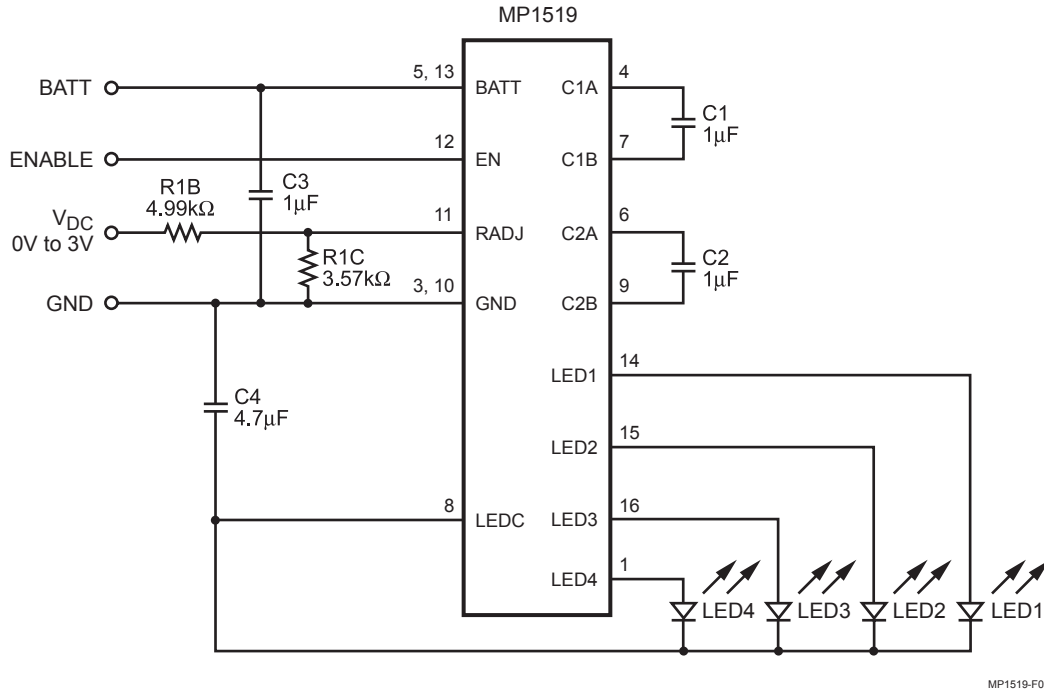 MP1519
BATT
5, 13
BATT
C1A
4
C1
1µF
ENABLE
12
EN
C1B
7
R1B
4.99kΩ
C3
1µF
VDC
0V to 3V
11
RADJ
C2A
6
R1C
3.57kΩ
C2
1µF
GND
3, 10
GND
C2B
9
LED1
14
C4
4.7µF
LED2
15
8
LEDC
LED3
16
LED4
1
LED4
LED3
LED2
LED1
MP1519-F0